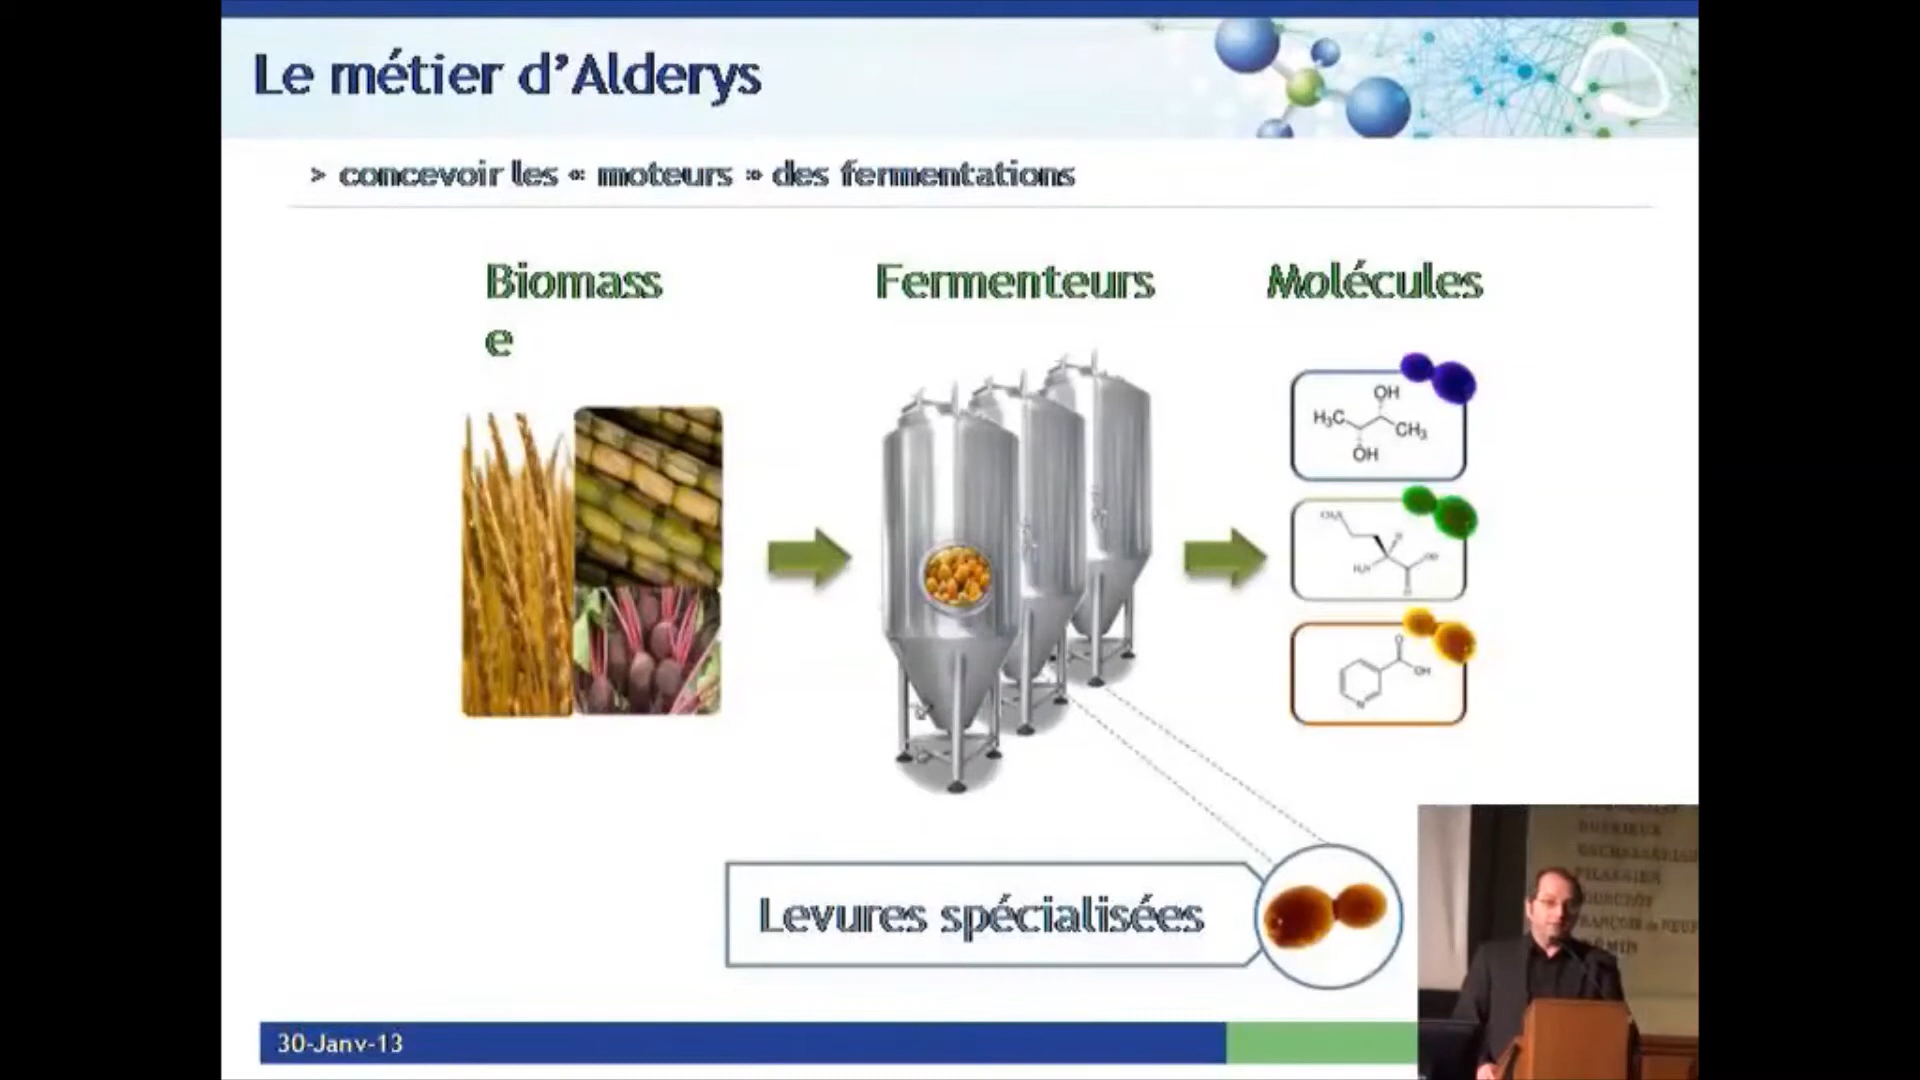 Le métier d'Alderys
> concevoir les « moteurs » des fermentations
Biomass
e
Fermenteurs
Molécules
OH
H₃C
CH₃
OH
OH
N
Levures spécialisées
30-Janv-13